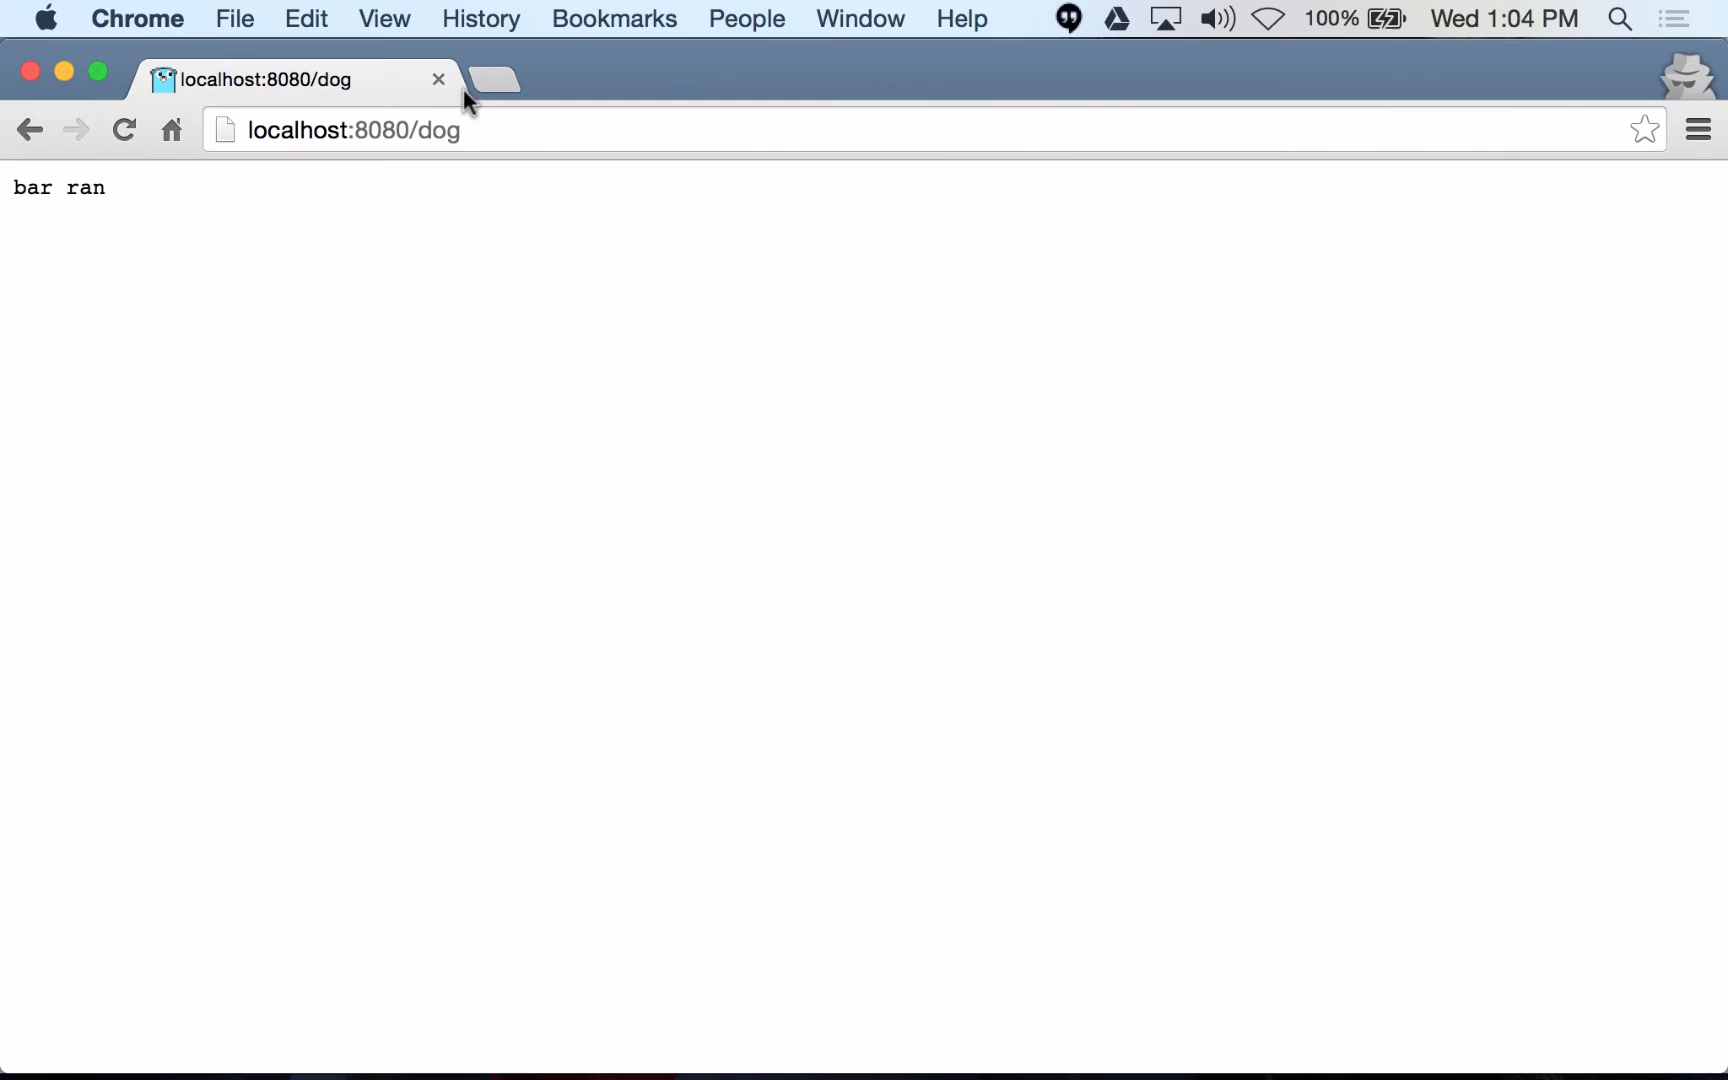 Chrome File Edit View History Bookmarks People Window Help 100% Wed 1:04 PM
localhost:8080/dog
localhost:8080/dog
bar ran